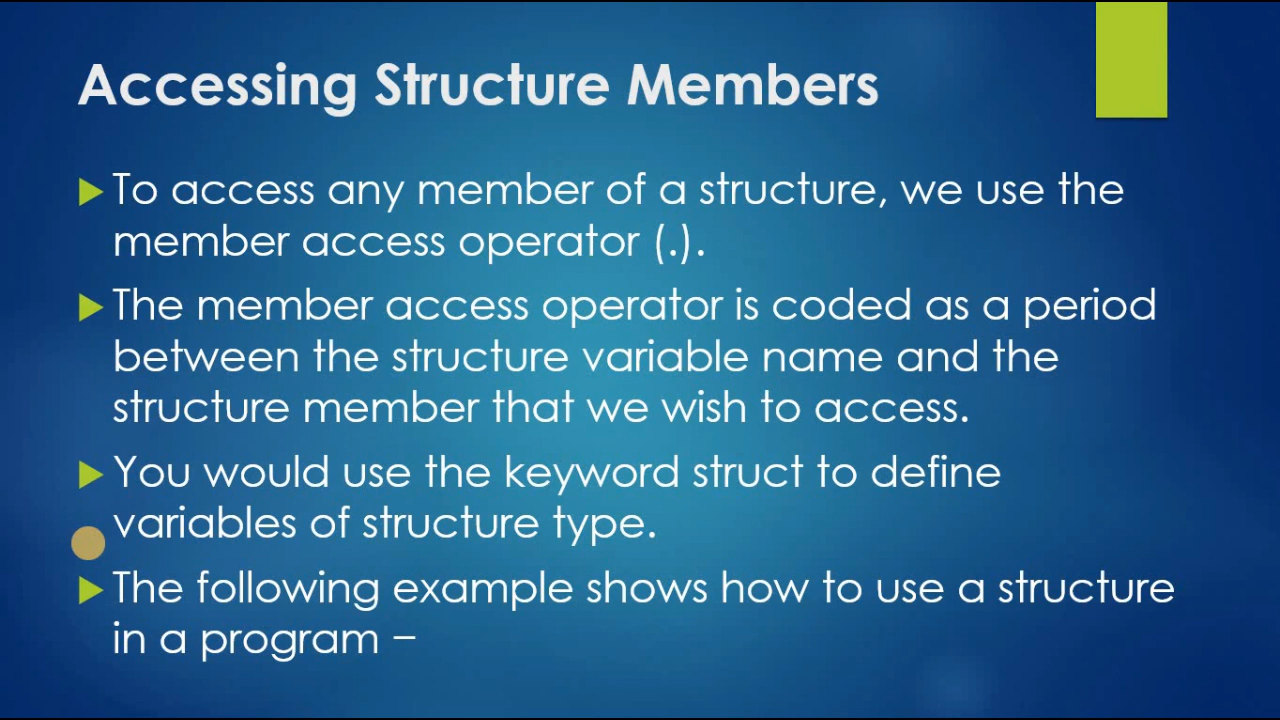 Accessing Structure Members
To access any member of a structure, we use the
member access operator (.).
The member access operator is coded as a period
between the structure variable name and the
structure member that we wish to access.
You would use the keyword struct to define
variables of structure type.
The following example shows how to use a structure
in a program −